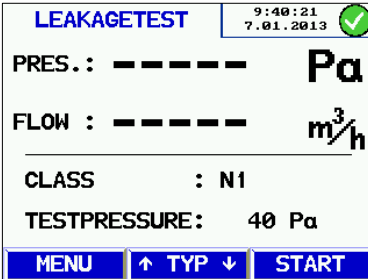 LEAKAGETEST
9:40:21
7.01.2013
PRES.: ----- Pa
FLOW : ----- m³/h
CLASS : N1
TESTPRESSURE: 40 Pa
MENU ↑ TYP ↓ START